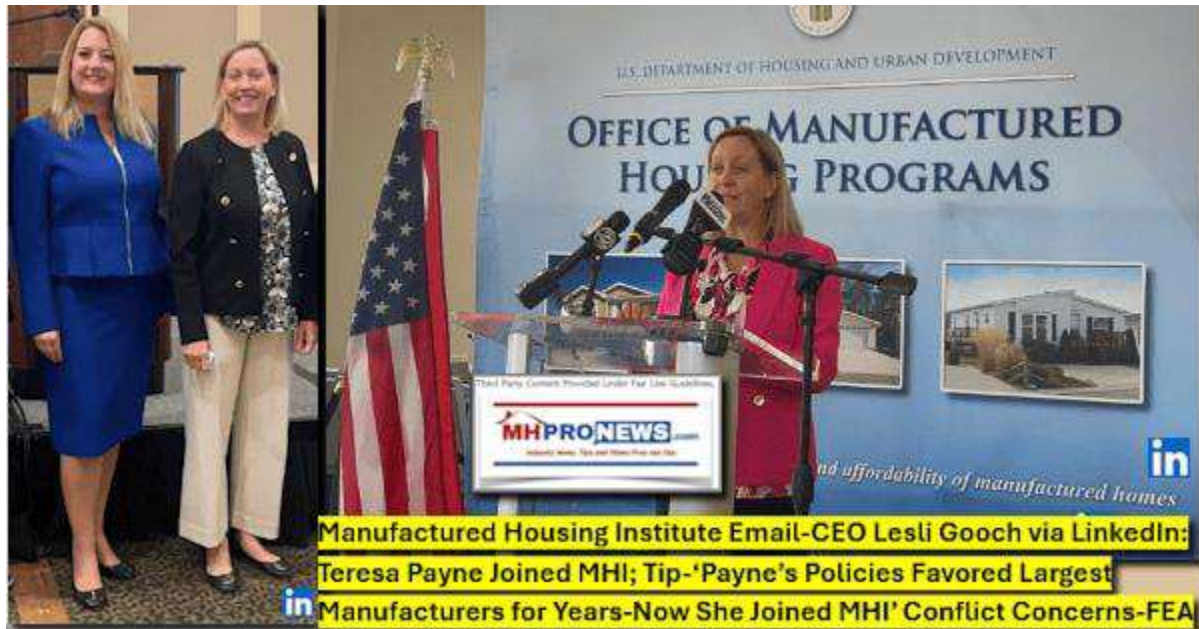 U.S. DEPARTMENT OF HOUSING AND URBAN DEVELOPMENT
OFFICE OF MANUFACTURED
HOU G PROGRAMS
Third Party Content Provided Under Fair Use Guidelines.
MHPRONEWS.com
Industry News, Tips and Views Pros can Use
nd affordability of manufactured homes
in
in
Manufactured Housing Institute Email-CEO Lesli Gooch via LinkedIn:
Teresa Payne Joined MHI; Tip-‘Payne’s Policies Favored Largest
Manufacturers for Years-Now She Joined MHI’ Conflict Concerns-FEA